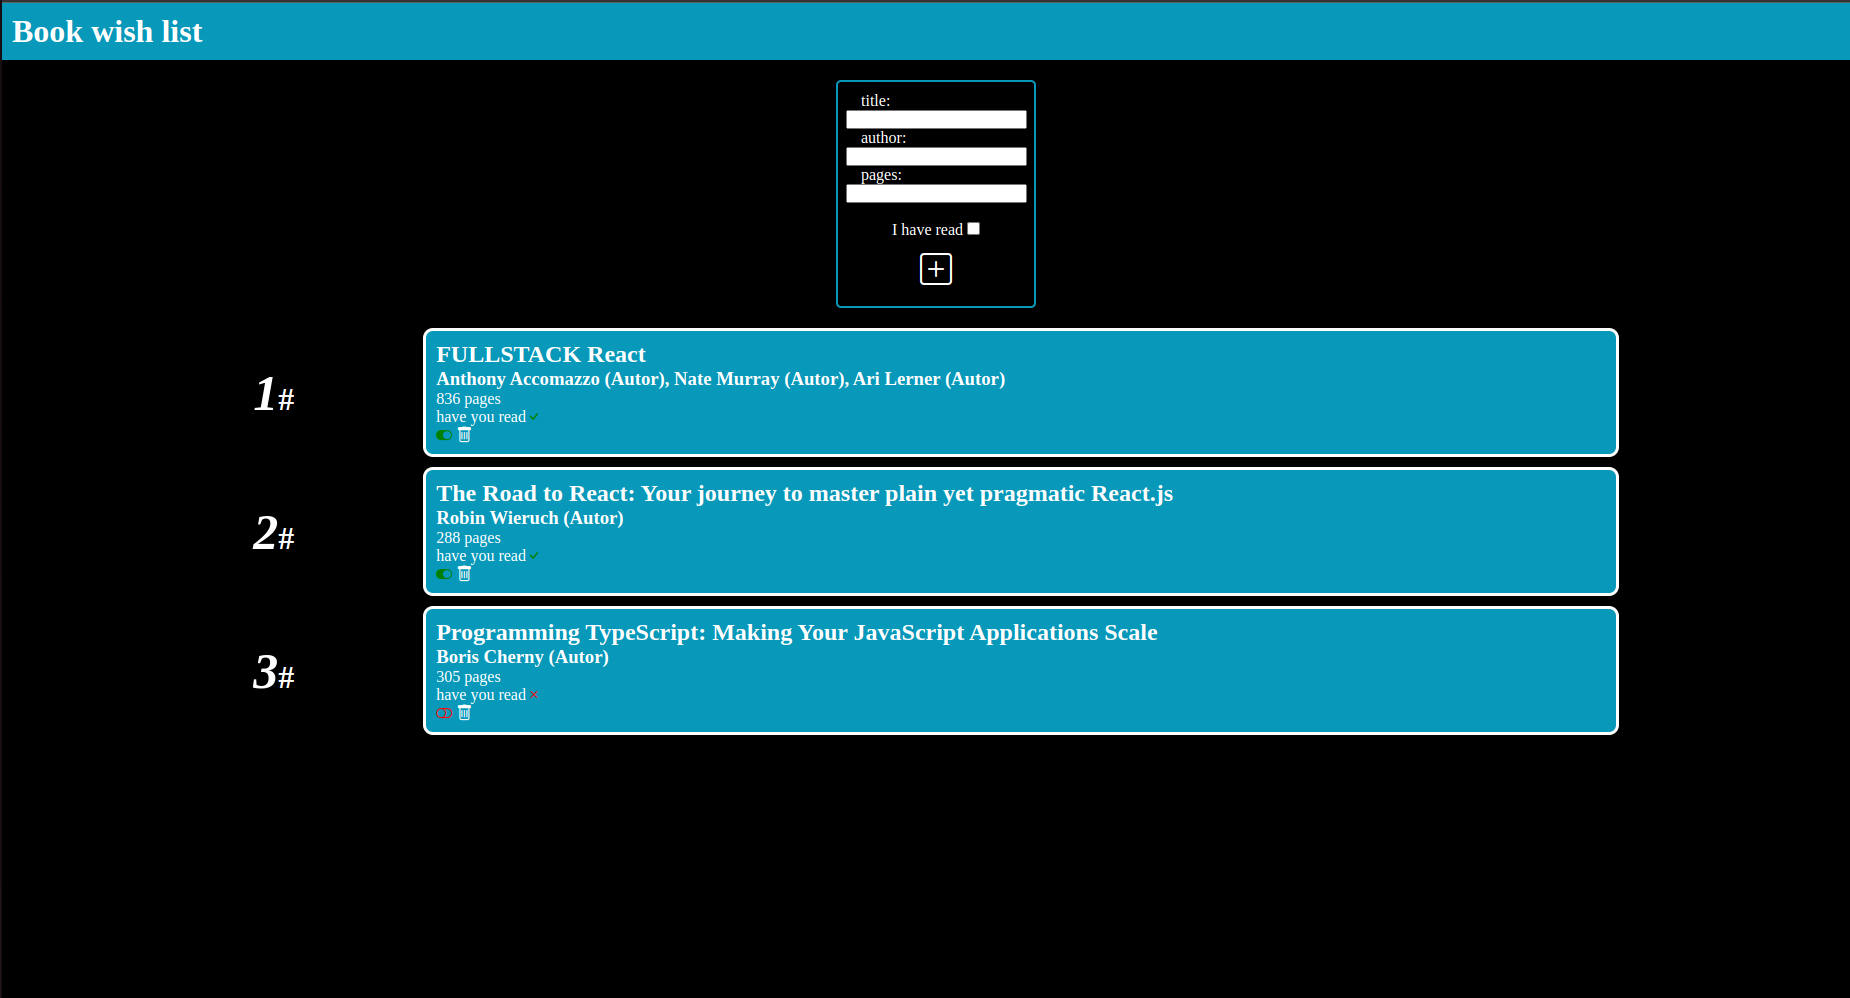 Book wish list
title:
author:
pages:
I have read
1#
FULLSTACK React
Anthony Accomazzo (Autor), Nate Murray (Autor), Ari Lerner (Autor)
836 pages
have you read
2#
The Road to React: Your journey to master plain yet pragmatic React.js
Robin Wieruch (Autor)
288 pages
have you read
3#
Programming TypeScript: Making Your JavaScript Applications Scale
Boris Cherny (Autor)
305 pages
have you read